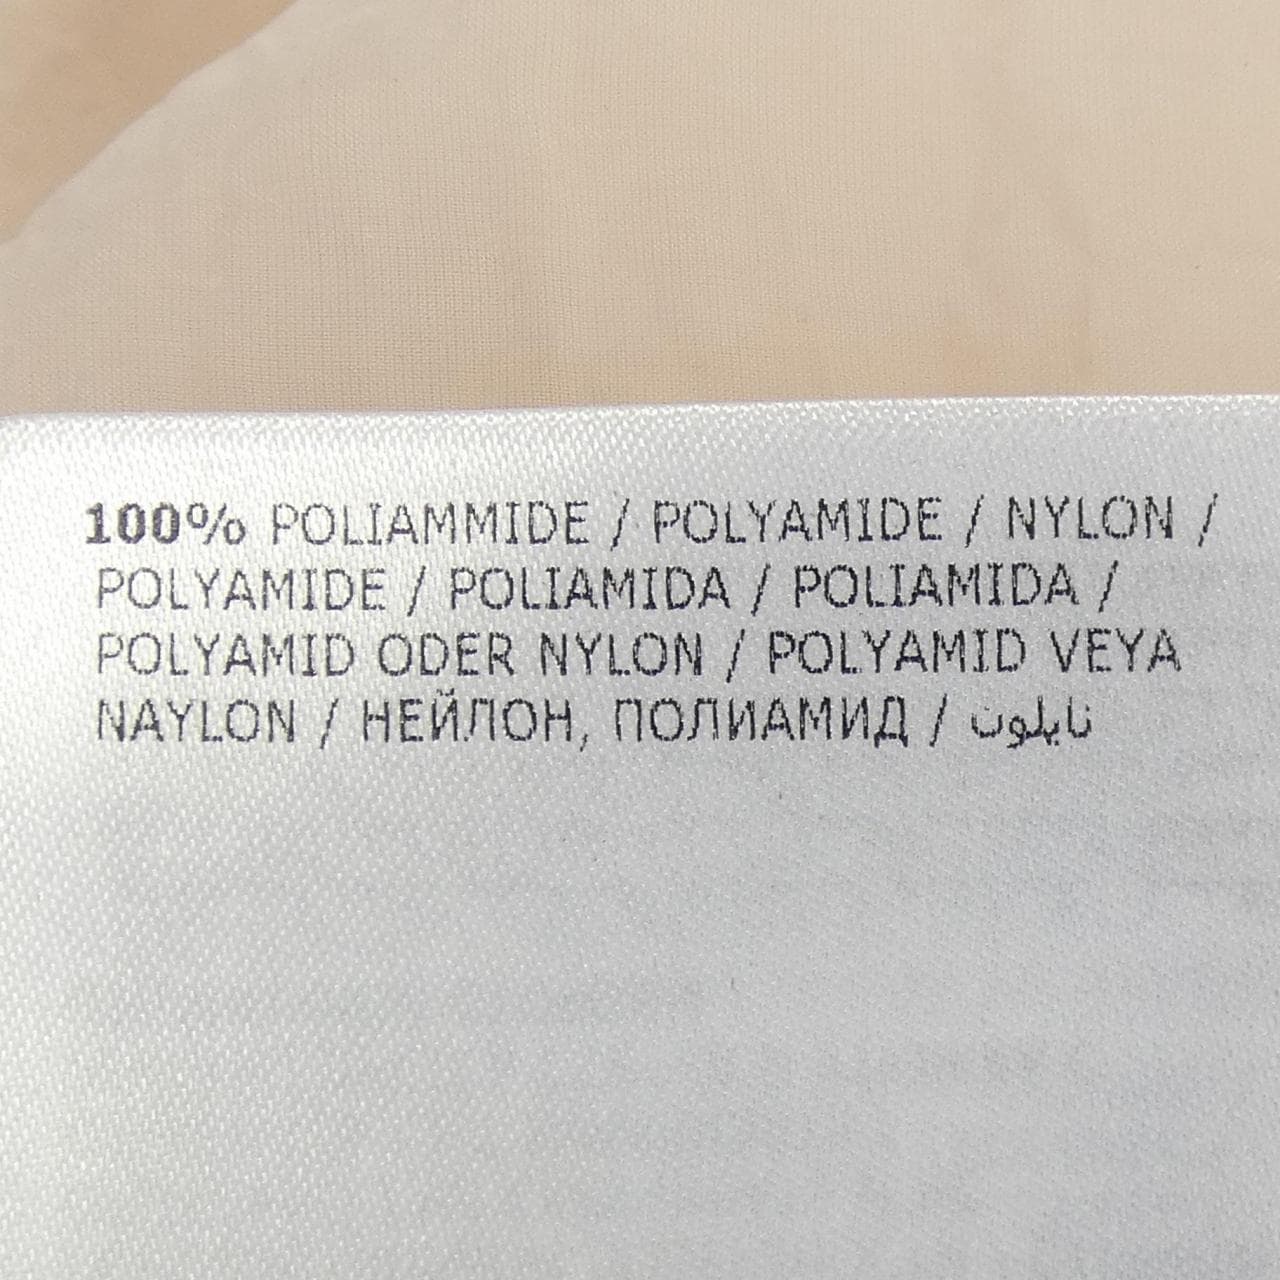 100% POLIAMMIDE / POLYAMIDE / NYLON /
POLYAMIDE / POLIAMIDA / POLIAMIDA /
POLYAMID ODER NYLON / POLYAMID VEYA
NAYLON / НЕЙЛОН, ПОЛИАМИД / نايلون